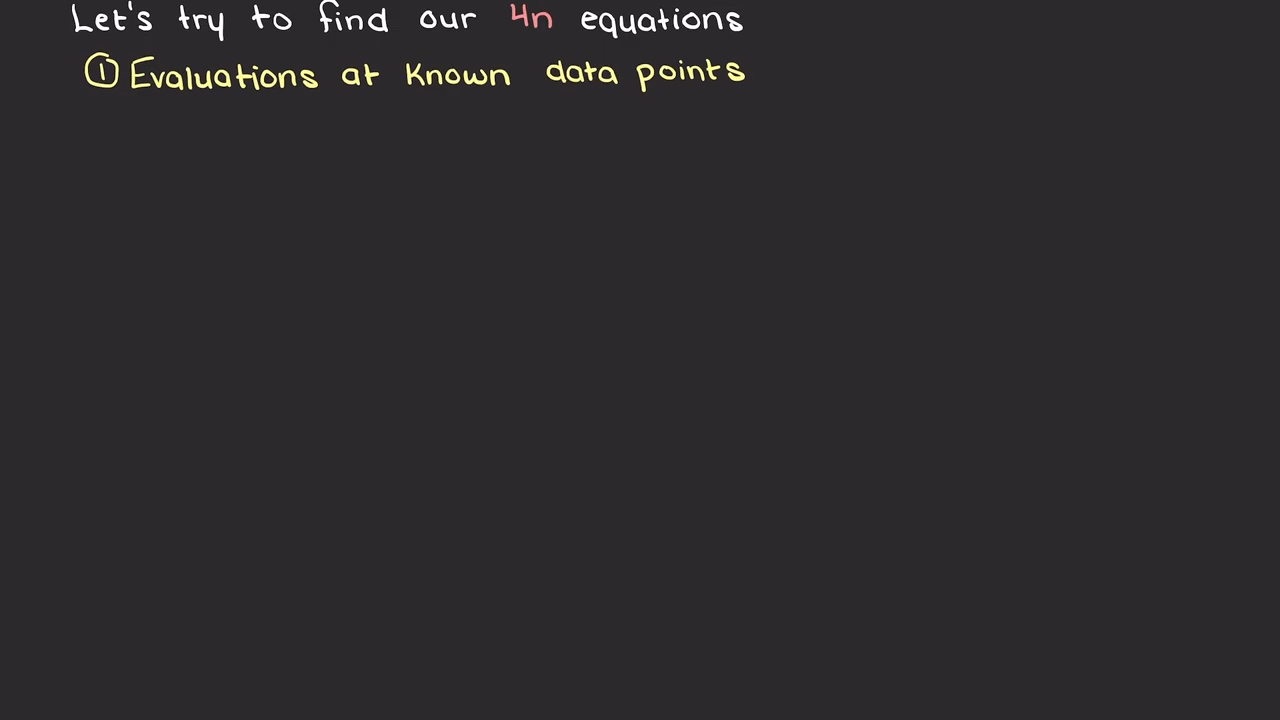 Let's try to find our 4n equations
① Evaluations at known data points